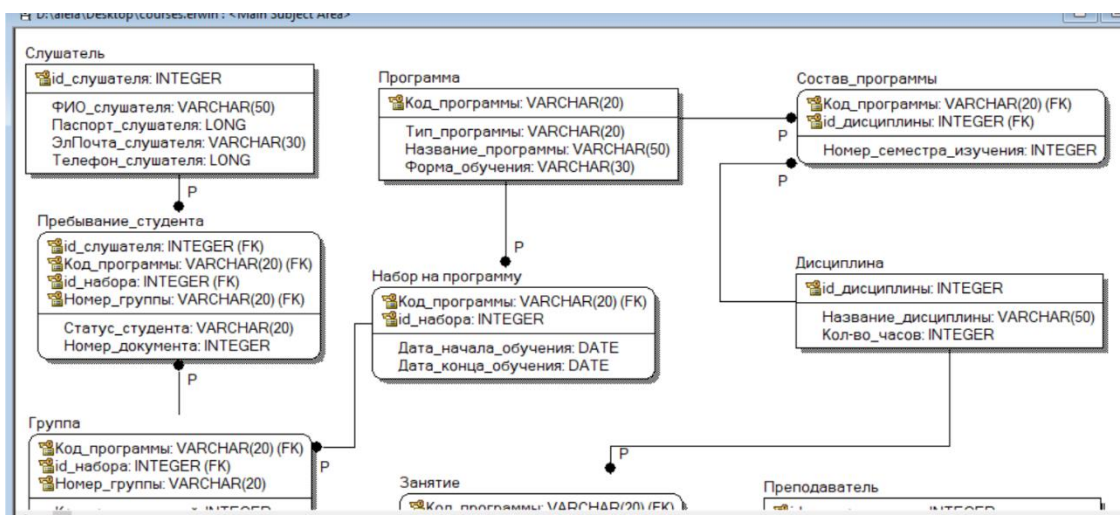 D:\alela\Desktop\courses.erwin : <Main Subject Area>
Слушатель
id_слушателя: INTEGER
ФИО_слушателя: VARCHAR(50)
Паспорт_слушателя: LONG
ЭлПочта_слушателя: VARCHAR(30)
Телефон_слушателя: LONG
P
Пребывание_студента
id_слушателя: INTEGER (FK)
Код_программы: VARCHAR(20) (FK)
id_набора: INTEGER (FK)
Номер_группы: VARCHAR(20) (FK)
Статус_студента: VARCHAR(20)
Номер_документа: INTEGER
P
Группа
Код_программы: VARCHAR(20) (FK)
id_набора: INTEGER (FK)
Номер_группы: VARCHAR(20)
Программа
Код_программы: VARCHAR(20)
Тип_программы: VARCHAR(20)
Название_программы: VARCHAR(50)
Форма_обучения: VARCHAR(30)
P
Набор на программу
Код_программы: VARCHAR(20) (FK)
id_набора: INTEGER
Дата_начала_обучения: DATE
Дата_конца_обучения: DATE
P
Состав_программы
Код_программы: VARCHAR(20) (FK)
id_дисциплины: INTEGER (FK)
Номер_семестра_изучения: INTEGER
P
P
Дисциплина
id_дисциплины: INTEGER
Название_дисциплины: VARCHAR(50)
Кол-во_часов: INTEGER
P
Занятие
Код_программы: VARCHAR(20) (FK)
Преподаватель